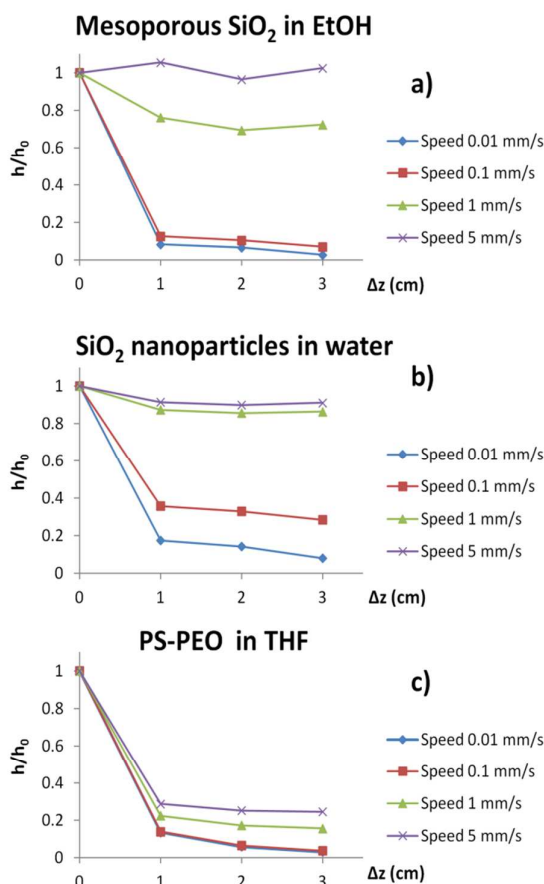 Mesoporous SiO₂ in EtOH
a)
1
0.8
0.6
0.4
0.2
0
h/h₀
0 1 2 3
Δz (cm)
Speed 0.01 mm/s
Speed 0.1 mm/s
Speed 1 mm/s
Speed 5 mm/s
SiO₂ nanoparticles in water
b)
1
0.8
0.6
0.4
0.2
0
h/h₀
0 1 2 3
Δz (cm)
Speed 0.01 mm/s
Speed 0.1 mm/s
Speed 1 mm/s
Speed 5 mm/s
PS-PEO in THF
c)
1
0.8
0.6
0.4
0.2
0
h/h₀
0 1 2 3
Δz (cm)
Speed 0.01 mm/s
Speed 0.1 mm/s
Speed 1 mm/s
Speed 5 mm/s